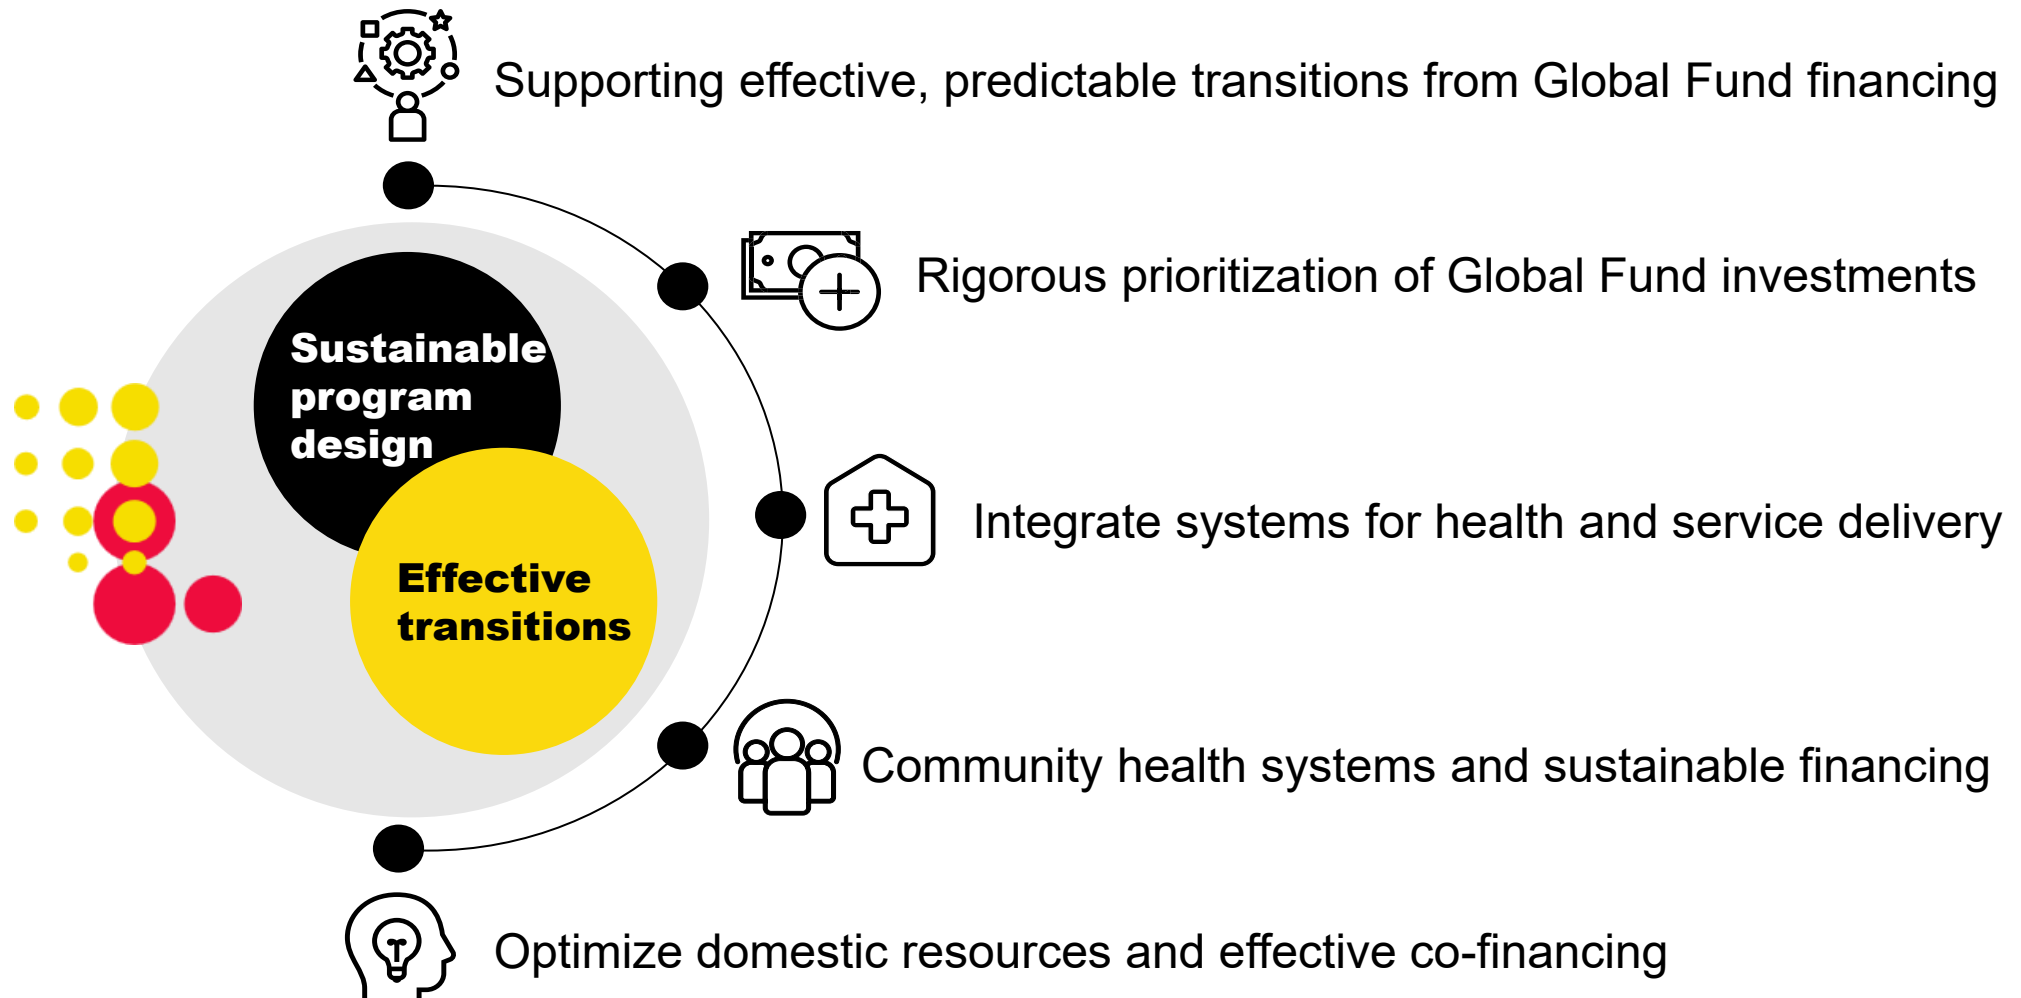 Supporting effective, predictable transitions from Global Fund financing
Rigorous prioritization of Global Fund investments
Sustainable
program
design
Integrate systems for health and service delivery
Effective
transitions
Community health systems and sustainable financing
Optimize domestic resources and effective co-financing